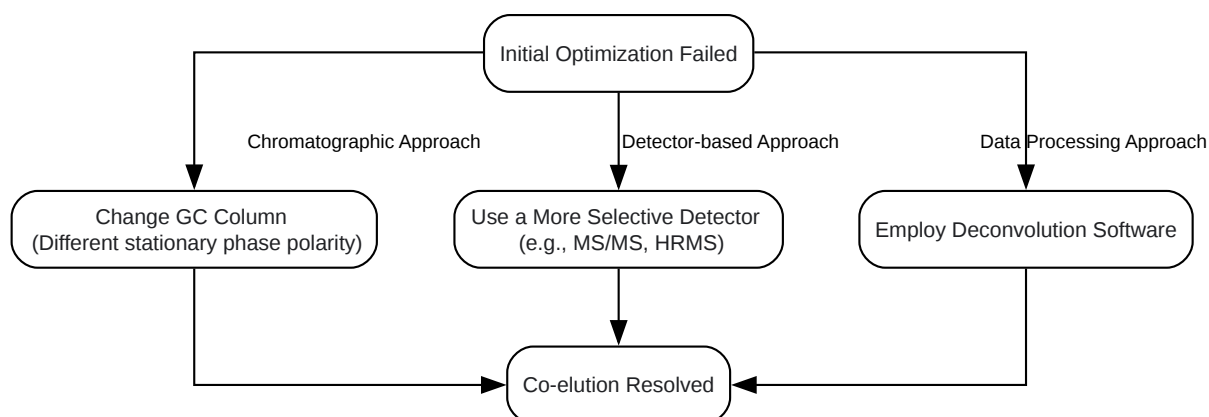 Initial Optimization Failed
Chromatographic Approach
Detector-based Approach
Data Processing Approach
Change GC Column
(Different stationary phase polarity)
Use a More Selective Detector
(e.g., MS/MS, HRMS)
Employ Deconvolution Software
Co-elution Resolved